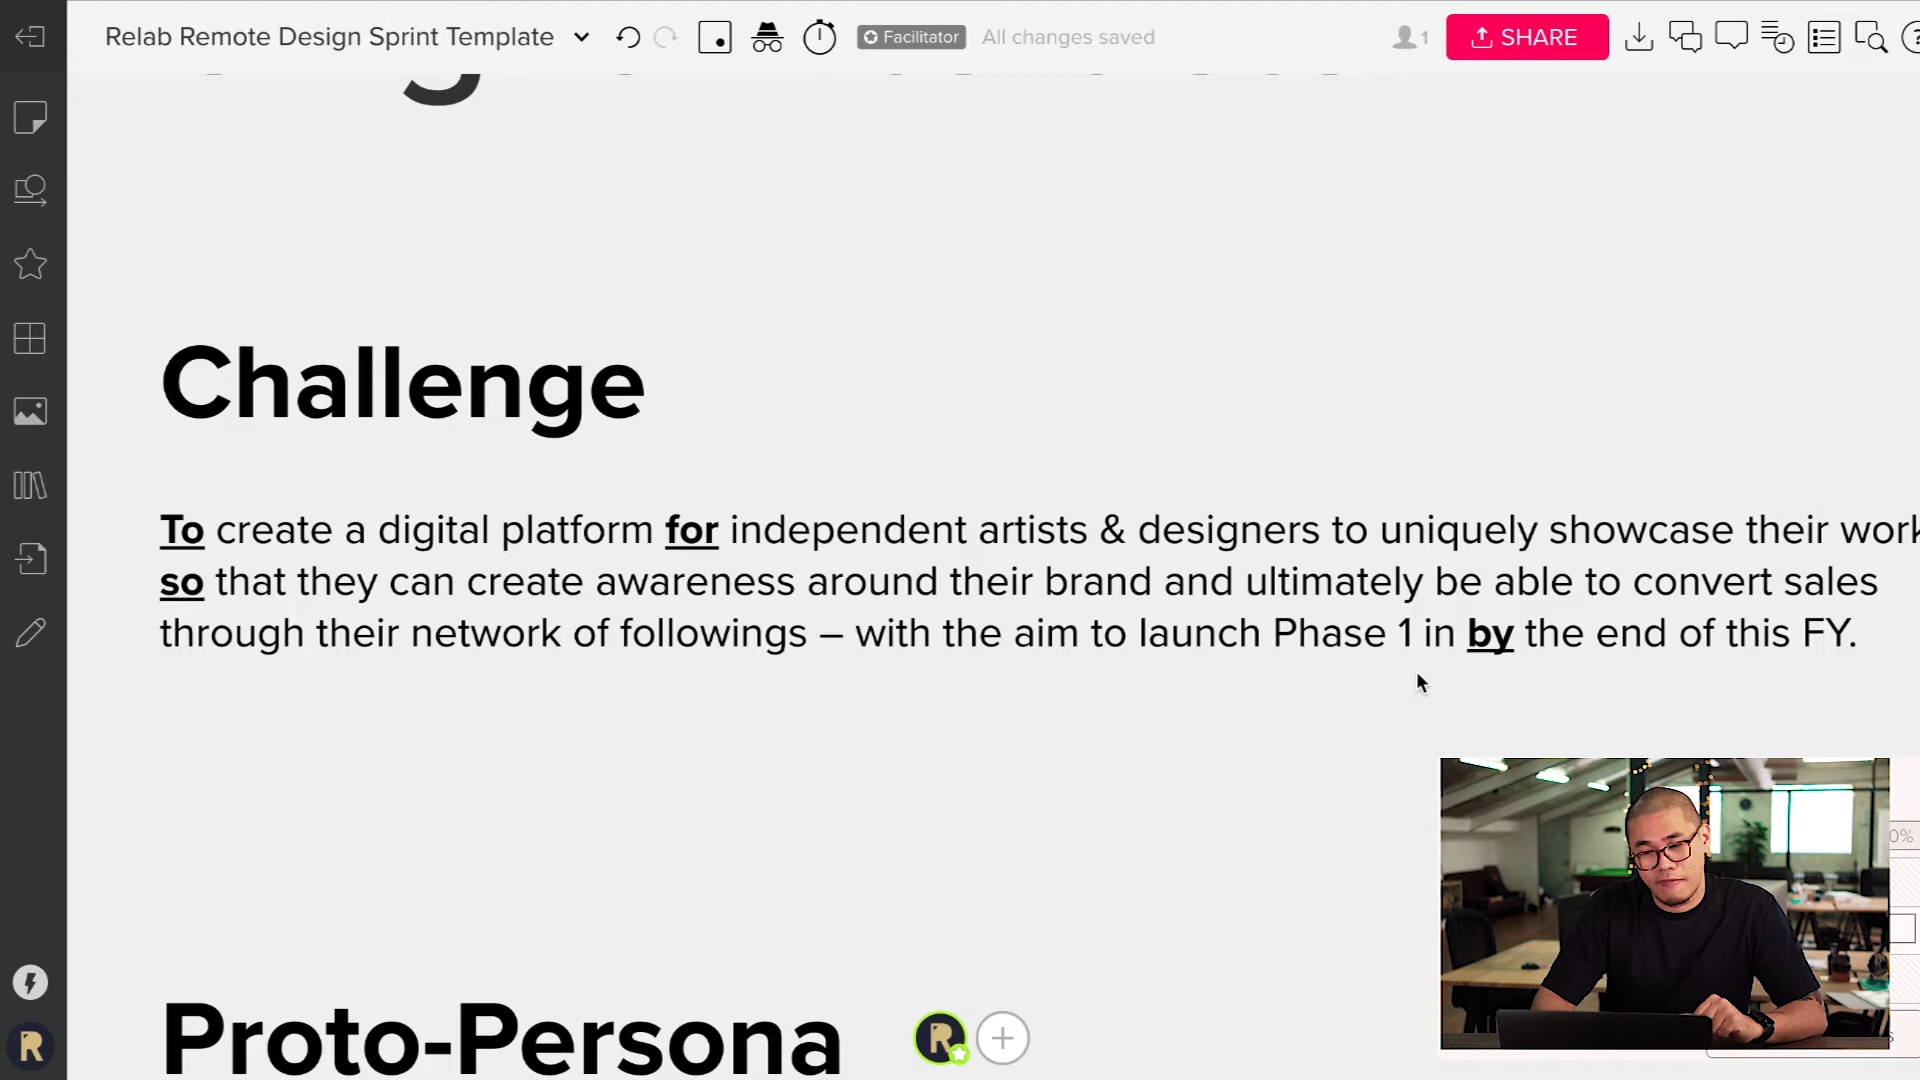 Relab Remote Design Sprint Template
Facilitator
All changes saved
1
SHARE
?
Challenge
To create a digital platform for independent artists & designers to uniquely showcase their work
so that they can create awareness around their brand and ultimately be able to convert sales
through their network of followings – with the aim to launch Phase 1 in by the end of this FY.
0%
Proto-Persona
R
R
s